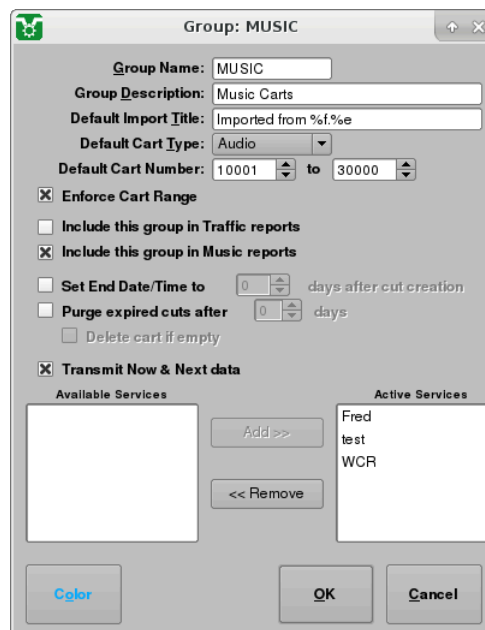 Group: MUSIC
Group Name: MUSIC
Group Description: Music Carts
Default Import Title: Imported from %f.%e
Default Cart Type: Audio
Default Cart Number: 10001 to 30000
Enforce Cart Range
Include this group in Traffic reports
Include this group in Music reports
Set End Date/Time to 0 days after cut creation
Purge expired cuts after 0 days
Delete cart if empty
Transmit Now & Next data
Available Services Active Services
Fred
Add >> test
WCR
<< Remove
Color OK Cancel